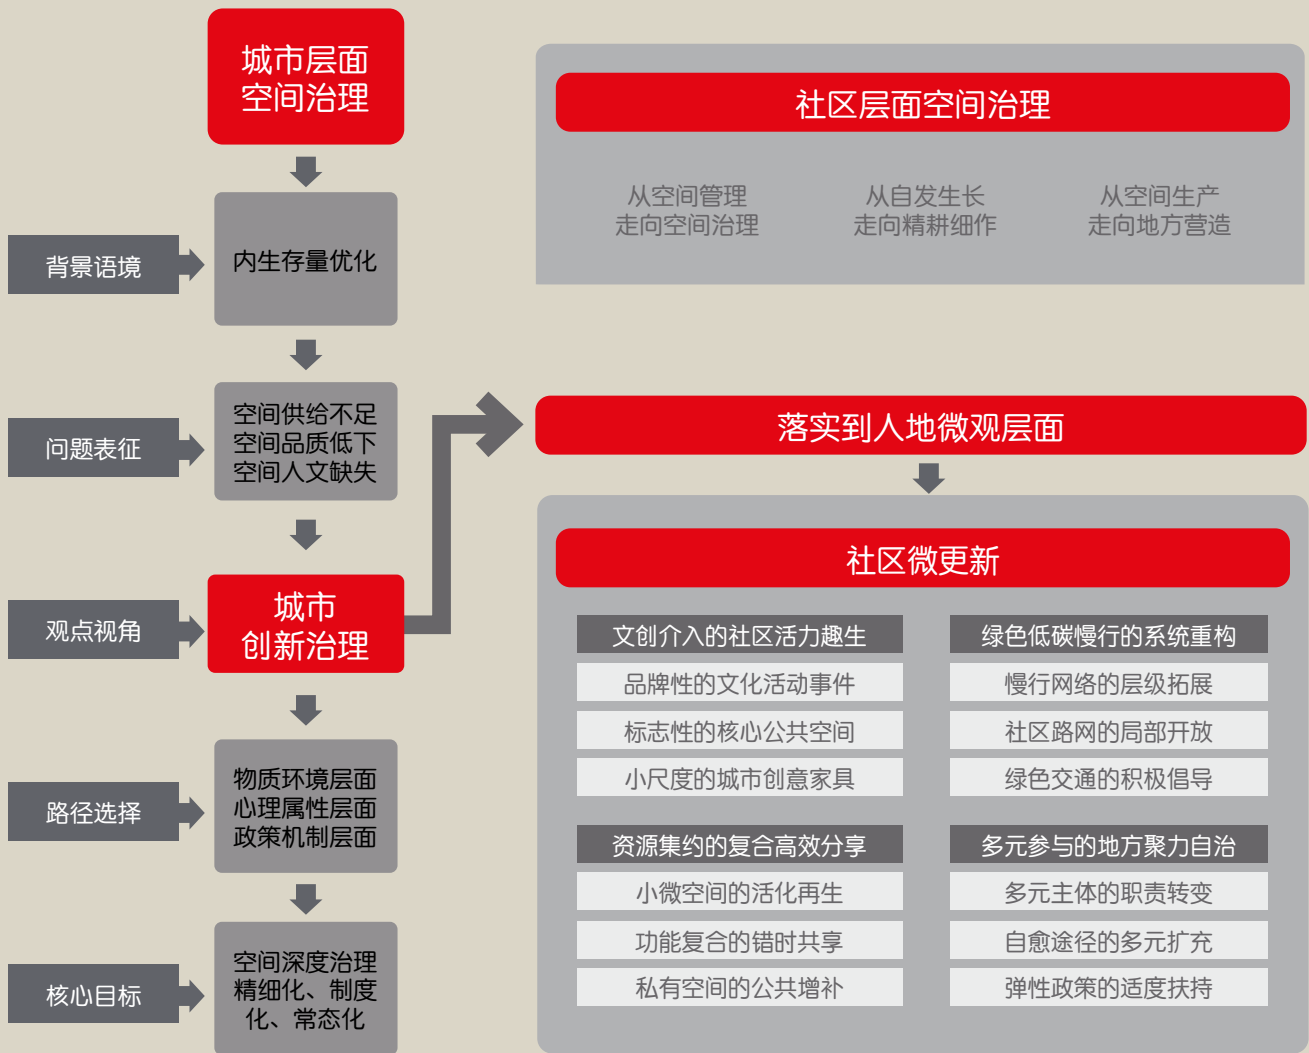 城市层面
空间治理
背景语境
内生存量优化
问题表征
空间供给不足
空间品质低下
空间人文缺失
观点视角
城市
创新治理
路径选择
物质环境层面
心理属性层面
政策机制层面
核心目标
空间深度治理
精细化、制度
化、常态化
社区层面空间治理
从空间管理
走向空间治理
从自发生长
走向精耕细作
从空间生产
走向地方营造
落实到人地微观层面
社区微更新
文创介入的社区活力趣生
品牌性的文化活动事件
标志性的核心公共空间
小尺度的城市创意家具
绿色低碳慢行的系统重构
慢行网络的层级拓展
社区路网的局部开放
绿色交通的积极倡导
资源集约的复合高效分享
小微空间的活化再生
功能复合的错时共享
私有空间的公共增补
多元参与的地方聚力自治
多元主体的职责转变
自愈途径的多元扩充
弹性政策的适度扶持